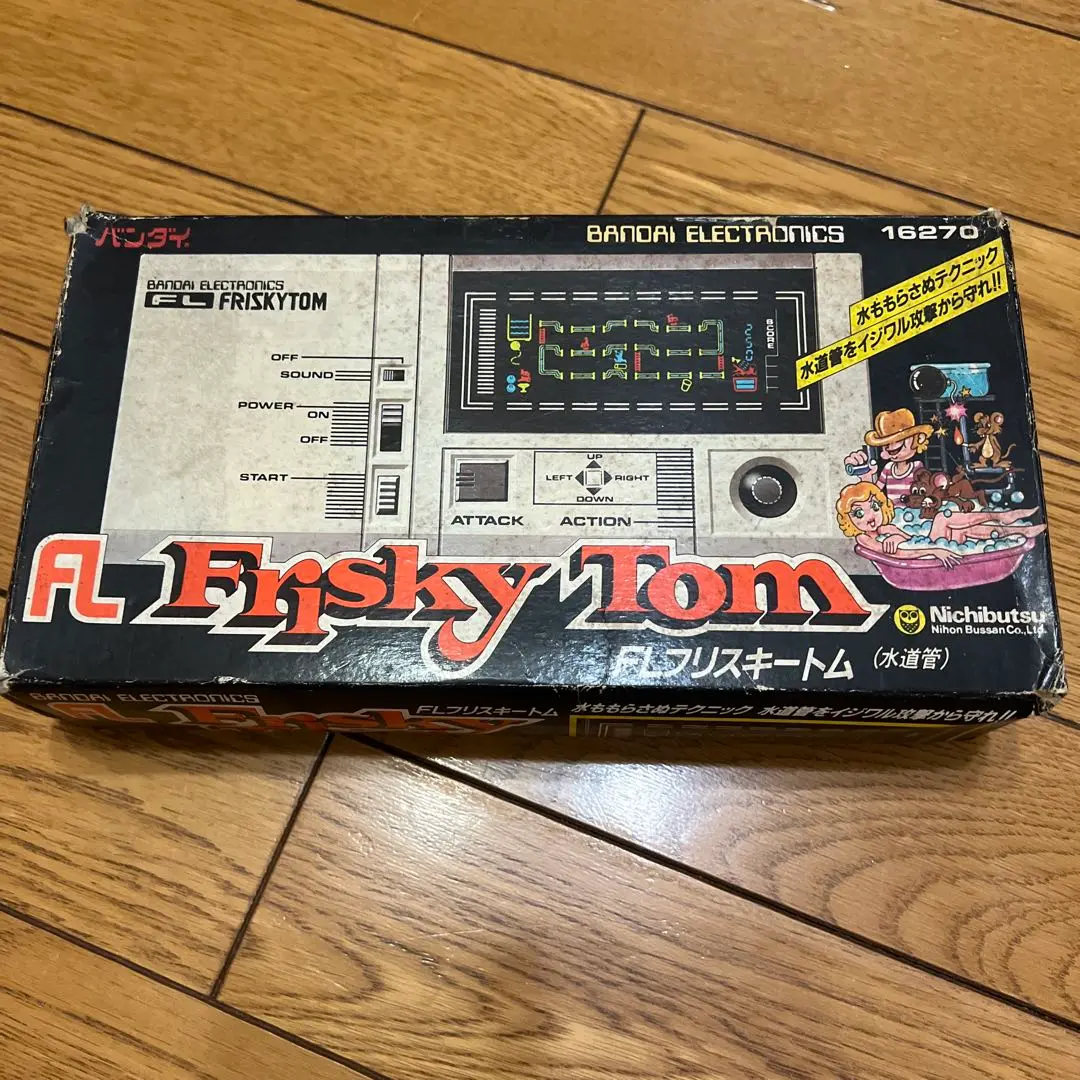 バンダイ
BANDAI ELECTRONICS 16270
水ももらさぬテクニック
水道管をイジワル攻撃から守れ!!
BANDAI ELECTRONICS
FL FRISKYTOM
OFF
SOUND
POWER
ON
OFF
START
SCORE
UP
LEFT RIGHT
DOWN
ATTACK ACTION
FL Frisky Tom
Nichibutsu
Nihon Bussan Co., Ltd.
FLフリスキートム (水道管)
BANDAI ELECTRONICS
FL Frisky
FLフリスキートム 水ももらさぬテクニック 水道管をイジワル攻撃から守れ!!